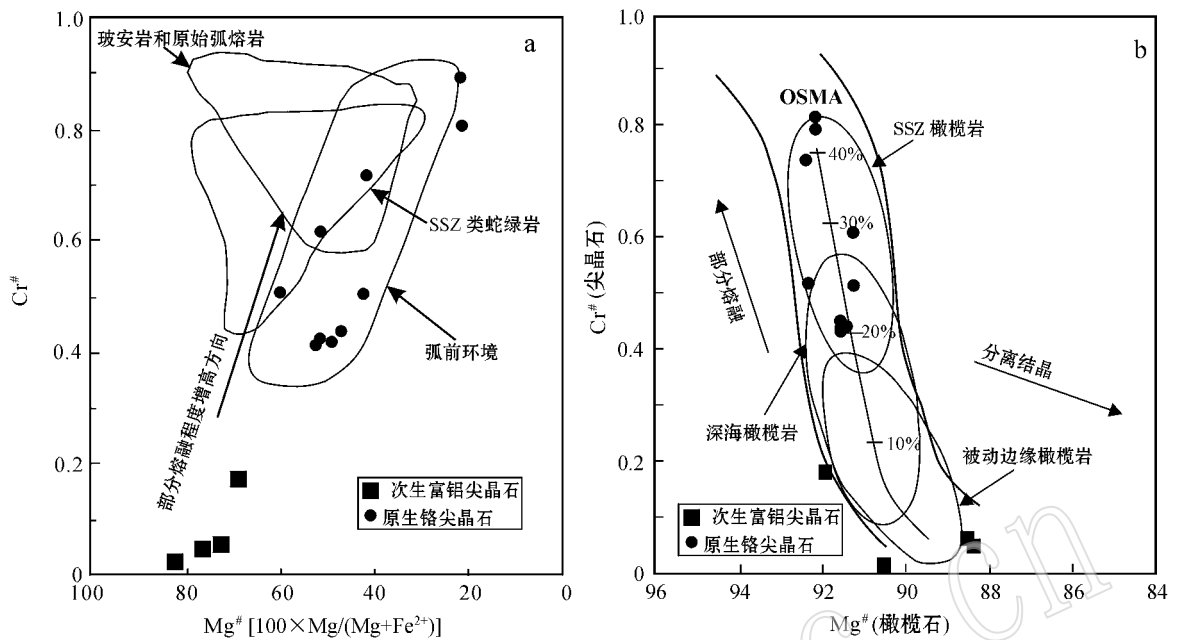 a
1.0
0.8
0.6
0.4
0.2
0
Cr#
100
80
60
40
20
0
Mg# [100×Mg/(Mg+Fe2+)]
玻安岩和原始弧熔岩
SSZ 类蛇绿岩
弧前环境
部分熔融程度增高方向
次生富铝尖晶石
原生铬尖晶石
b
1.0
0.8
0.6
0.4
0.2
0
Cr# (尖晶石)
96
94
92
90
88
86
84
Mg# (橄榄石)
OSMA
SSZ 橄榄岩
40%
30%
20%
10%
部分熔融
分离结晶
深海橄榄岩
被动边缘橄榄岩
次生富铝尖晶石
原生铬尖晶石